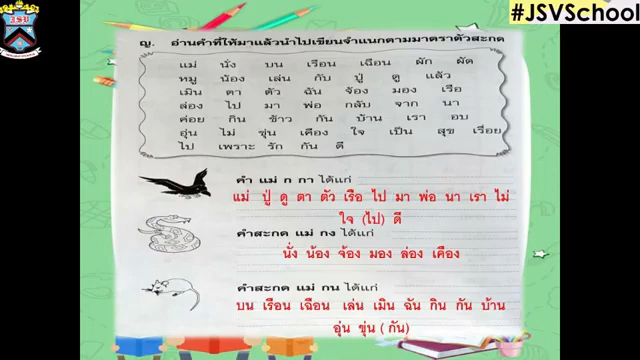 #JSVSchool
JSV
ญ. อ่านคำที่ให้มาแล้วนำไปเขียนจำแนกตามมาตราตัวสะกด
แม่ นั่ง บน เรือน เฉือน ผัก ผัด
หมู น้อง เล่น กับ ปู่ ดู แล้ว
เมิน ตา ตัว ฉัน จ้อง มอง เรือ
ล่อง ไป มา พ่อ กลับ จาก นา
ค่อย กิน ข้าว กัน บ้าน เรา อบ
อุ่น ไม่ ขุ่น เคือง ใจ เป็น สุข เรื่อย
ไป เพราะ รัก กัน ดี
คำ แม่ ก กา ได้แก่
แม่ ปู่ ดู ตา ตัว เรือ ไป มา พ่อ นา เรา ไม่
ใจ (ไป) ดี
คำสะกด แม่ กง ได้แก่
นั่ง น้อง จ้อง มอง ล่อง เคือง
คำสะกด แม่ กน ได้แก่
บน เรือน เฉือน เล่น เมิน ฉัน กิน กัน บ้าน
อุ่น ขุ่น ( กัน)